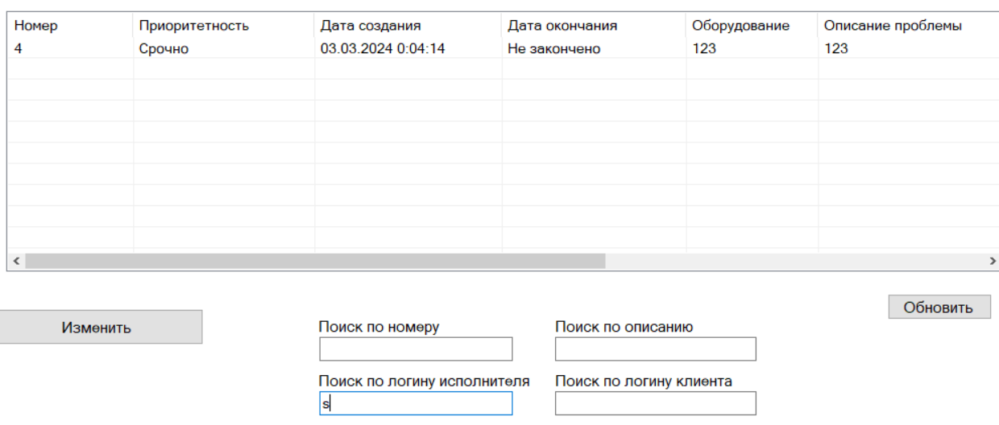 Номер Приоритетность Дата создания Дата окончания Оборудование Описание проблемы
4 Срочно 03.03.2024 0:04:14 Не закончено 123 123
Обновить
Изменить
Поиск по номеру Поиск по описанию
Поиск по логину исполнителя Поиск по логину клиента
s